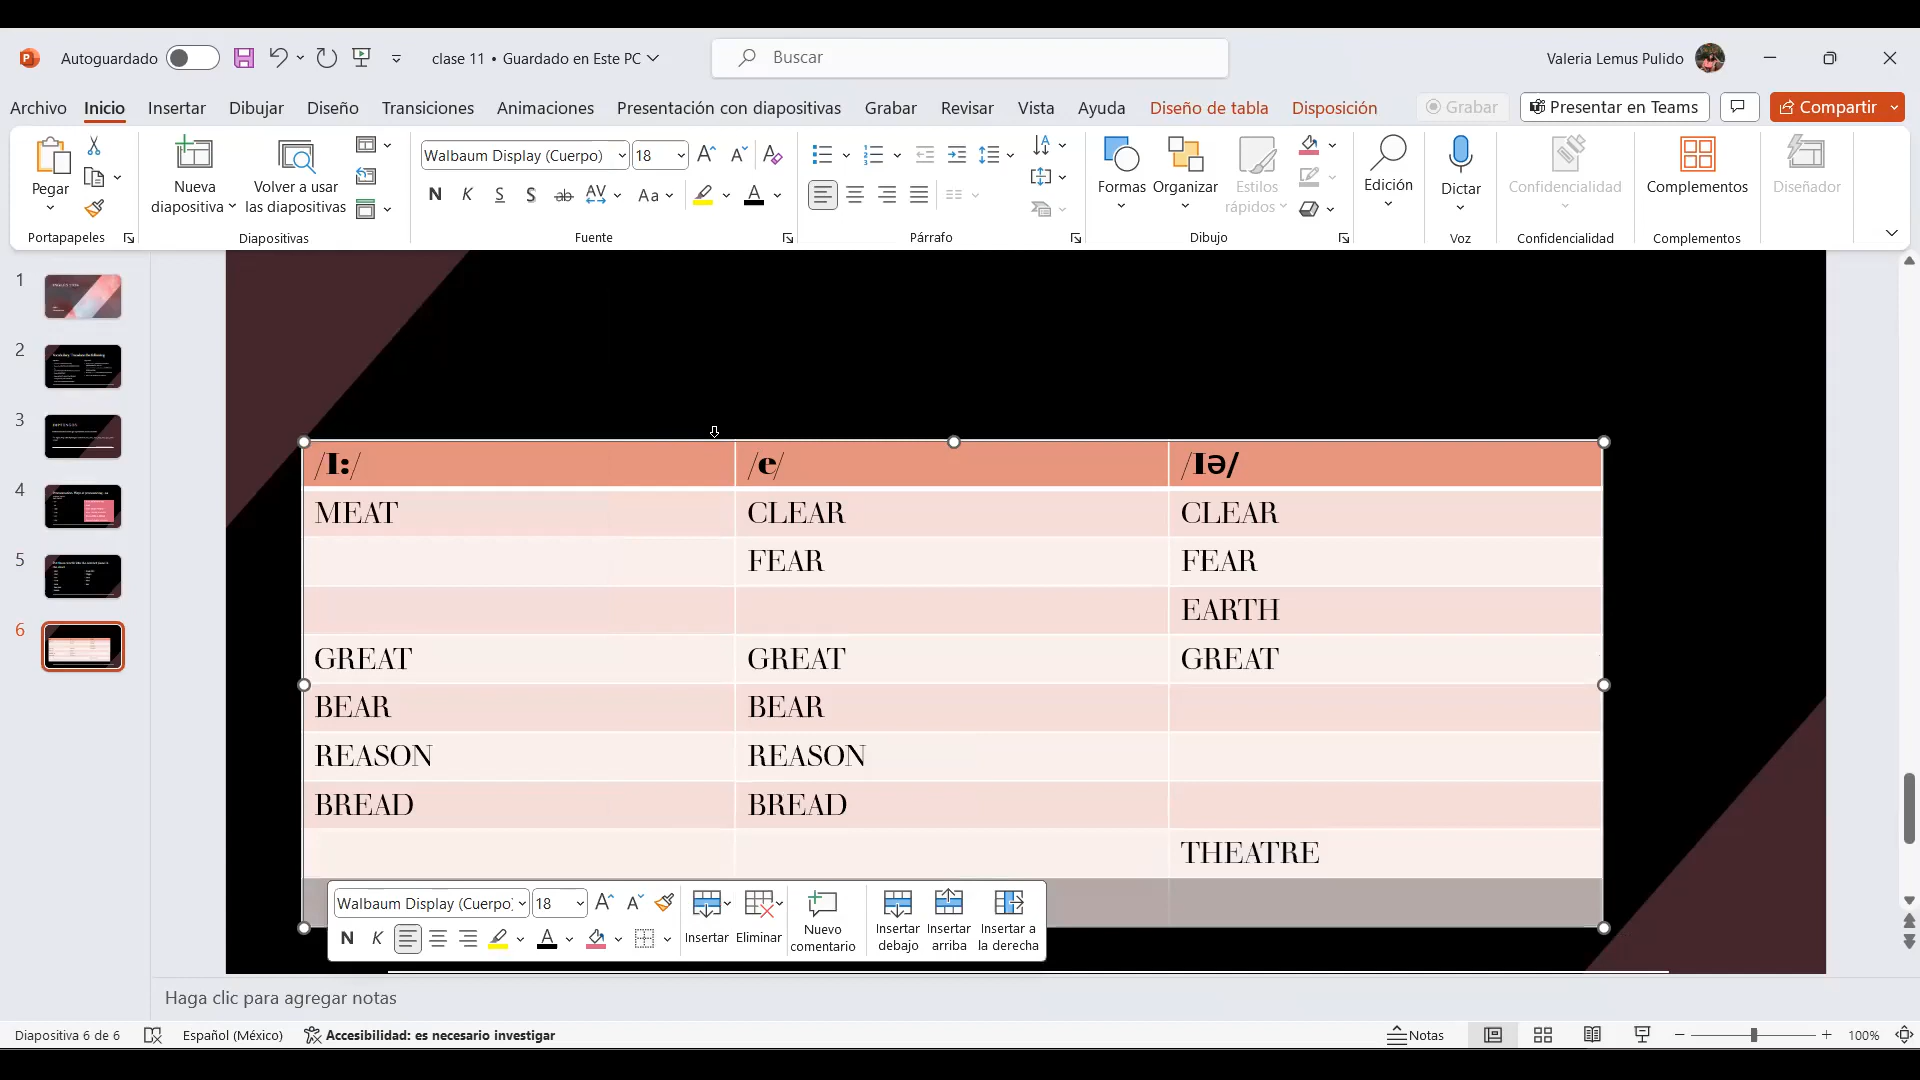 Autoguardado
clase 11 • Guardado en Este PC
Buscar
Valeria Lemus Pulido
Archivo Inicio Insertar Dibujar Diseño Transiciones Animaciones Presentación con diapositivas Grabar Revisar Vista Ayuda Diseño de tabla Disposición
Grabar Presentar en Teams Compartir
Pegar
Nueva diapositiva
Volver a usar las diapositivas
Walbaum Display (Cuerpo) 18
N K S S ab AV Aa A
Formas Organizar Estilos rápidos
Edición
Dictar
Confidencialidad
Complementos
Diseñador
Portapapeles Diapositivas Fuente Párrafo Dibujo Voz Confidencialidad Complementos
1
2
3
4
5
6
/I:/ /e/ /Iə/
MEAT CLEAR CLEAR
FEAR FEAR
EARTH
GREAT GREAT GREAT
BEAR BEAR
REASON REASON
BREAD BREAD
THEATRE
Walbaum Display (Cuerpo) 18
N K A
Insertar Eliminar
Nuevo comentario
Insertar debajo
Insertar arriba
Insertar a la derecha
Haga clic para agregar notas
Diapositiva 6 de 6 Español (México) Accesibilidad: es necesario investigar Notas 100%